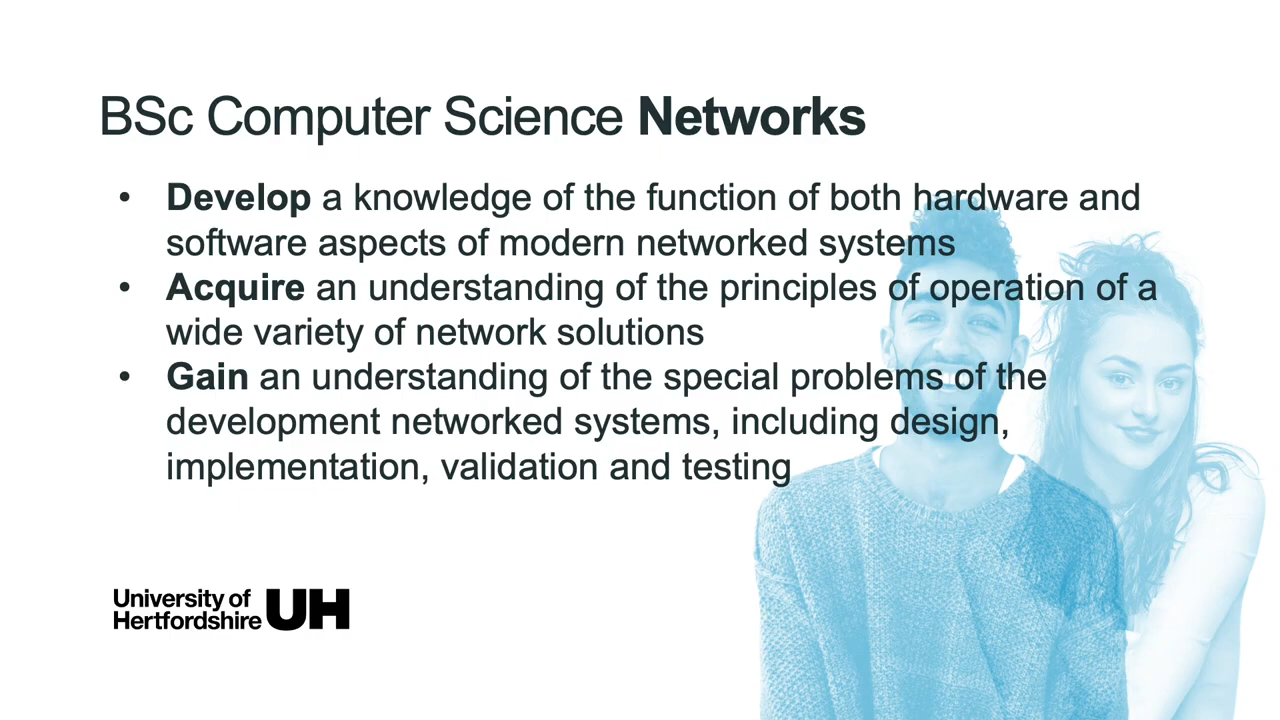 BSc Computer Science Networks
• Develop a knowledge of the function of both hardware and
software aspects of modern networked systems
• Acquire an understanding of the principles of operation of a
wide variety of network solutions
• Gain an understanding of the special problems of the
development networked systems, including design,
implementation, validation and testing
University of
Hertfordshire UH